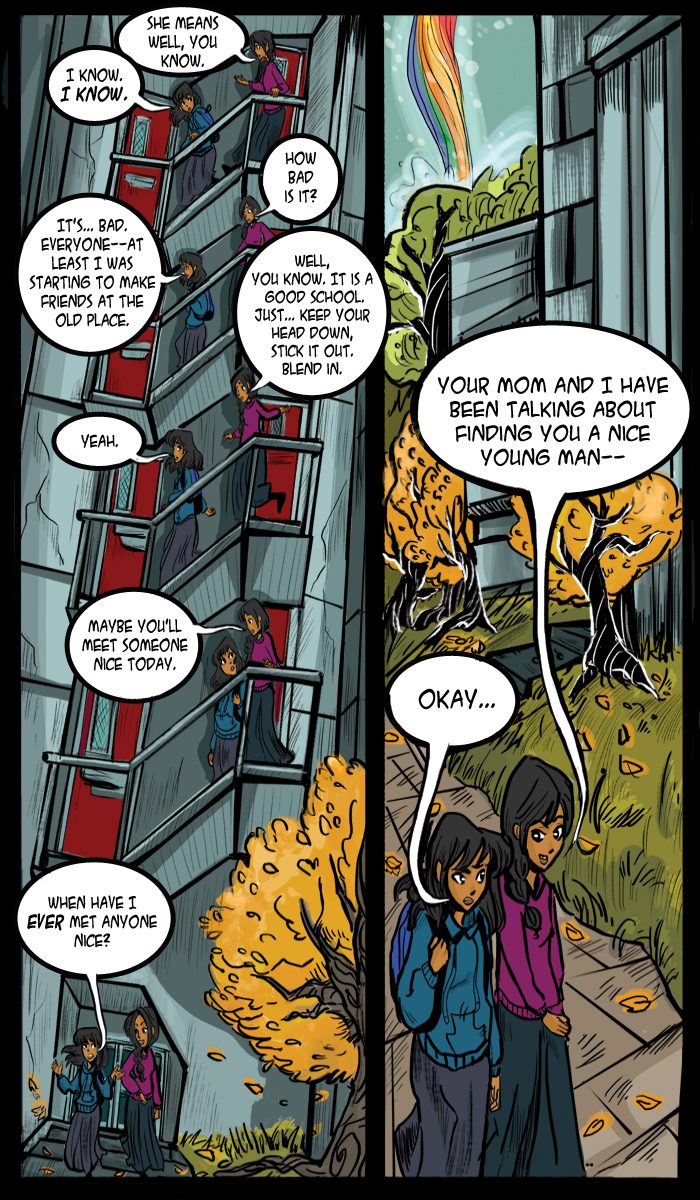 SHE MEANS
WELL, YOU
KNOW.
I KNOW.
I KNOW.
HOW
BAD
IS IT?
IT'S... BAD.
EVERYONE--AT
LEAST I WAS
STARTING TO MAKE
FRIENDS AT THE
OLD PLACE.
WELL,
YOU KNOW. IT IS A
GOOD SCHOOL.
JUST... KEEP YOUR
HEAD DOWN,
STICK IT OUT.
BLEND IN.
YEAH.
MAYBE YOU'LL
MEET SOMEONE
NICE TODAY.
WHEN HAVE I
EVER MET ANYONE
NICE?
YOUR MOM AND I HAVE
BEEN TALKING ABOUT
FINDING YOU A NICE
YOUNG MAN--
OKAY...